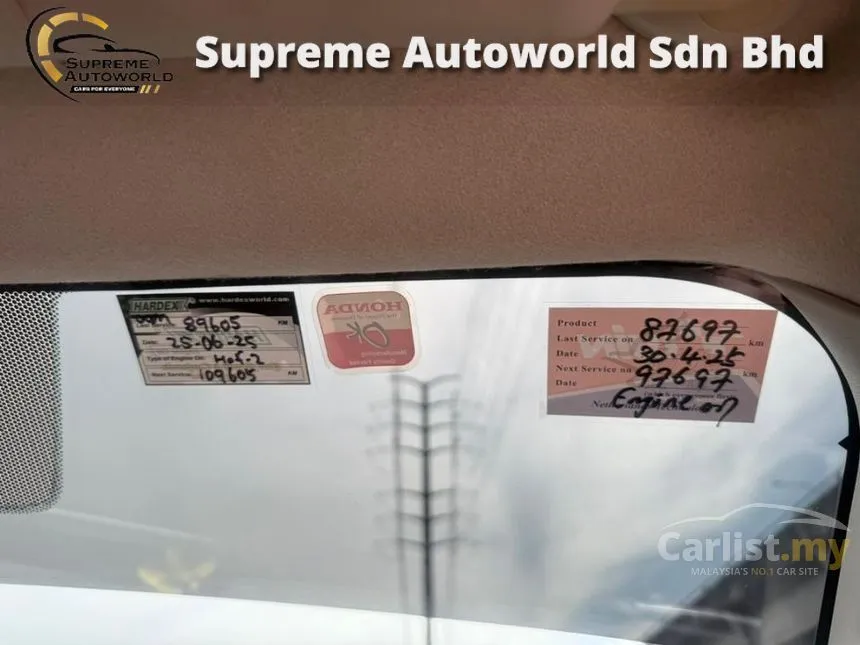 SUPREME
AUTOWORLD
CARS FOR EVERYONE
Supreme Autoworld Sdn Bhd
HARDEX
www.hardexworld.com
89605 KM
Date: 25-06-25
Type of Engine Oil:
Next Service: 109605 KM
HONDA
OK
Product
Last Service on 87697 km
Date 30.4.25
Next Service on 97697 km
Date
Engine oil
Carlist.my
MALAYSIA'S NO.1 CAR SITE